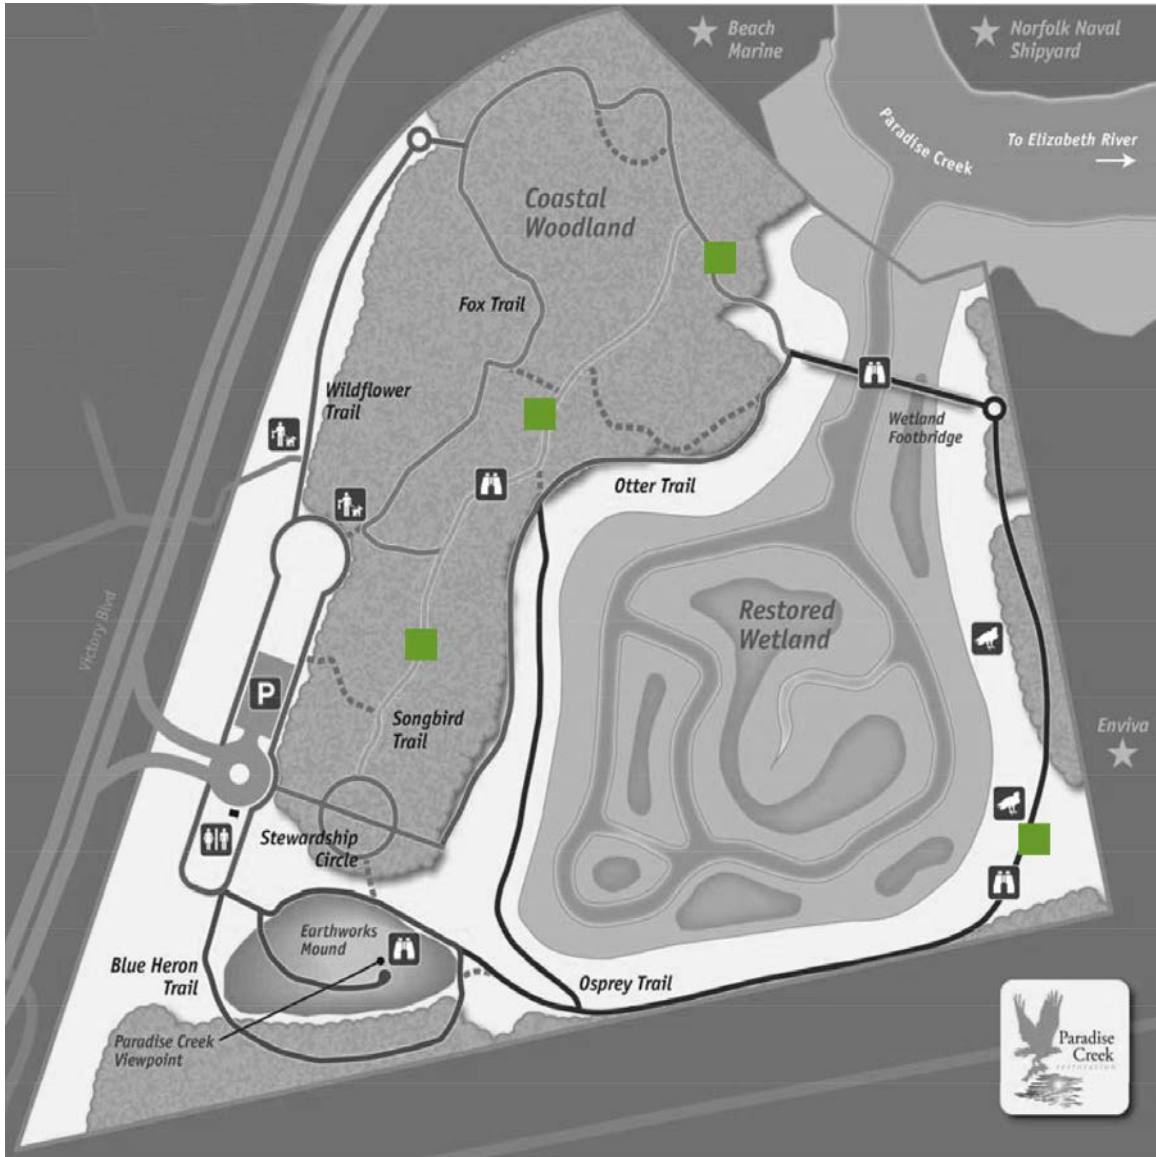 Beach
Marine
Norfolk Naval
Shipyard
Paradise Creek
To Elizabeth River
Coastal
Woodland
Fox Trail
Wildflower
Trail
Wetland
Footbridge
Otter Trail
Restored
Wetland
Victory Blvd
P
Songbird
Trail
Enviva
Stewardship
Circle
Earthworks
Mound
Blue Heron
Trail
Osprey Trail
Paradise Creek
Viewpoint
Paradise
Creek
restoration